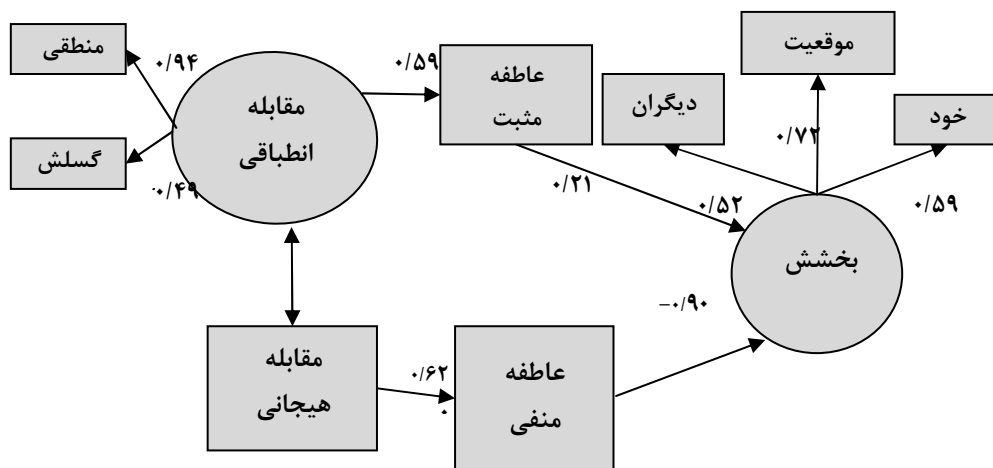 موقعیت
منطقی
عاطفه
مثبت
دیگران
خود
مقابله
انطباقی
گسلش
۰/۹۴
۰/۵۹
۰/۷۲
۰/۴۹
۰/۲۱
۰/۵۲
۰/۵۹
بخشش
−۰/۹۰
مقابله
هیجانی
۰/۶۲
۰
عاطفه
منفی